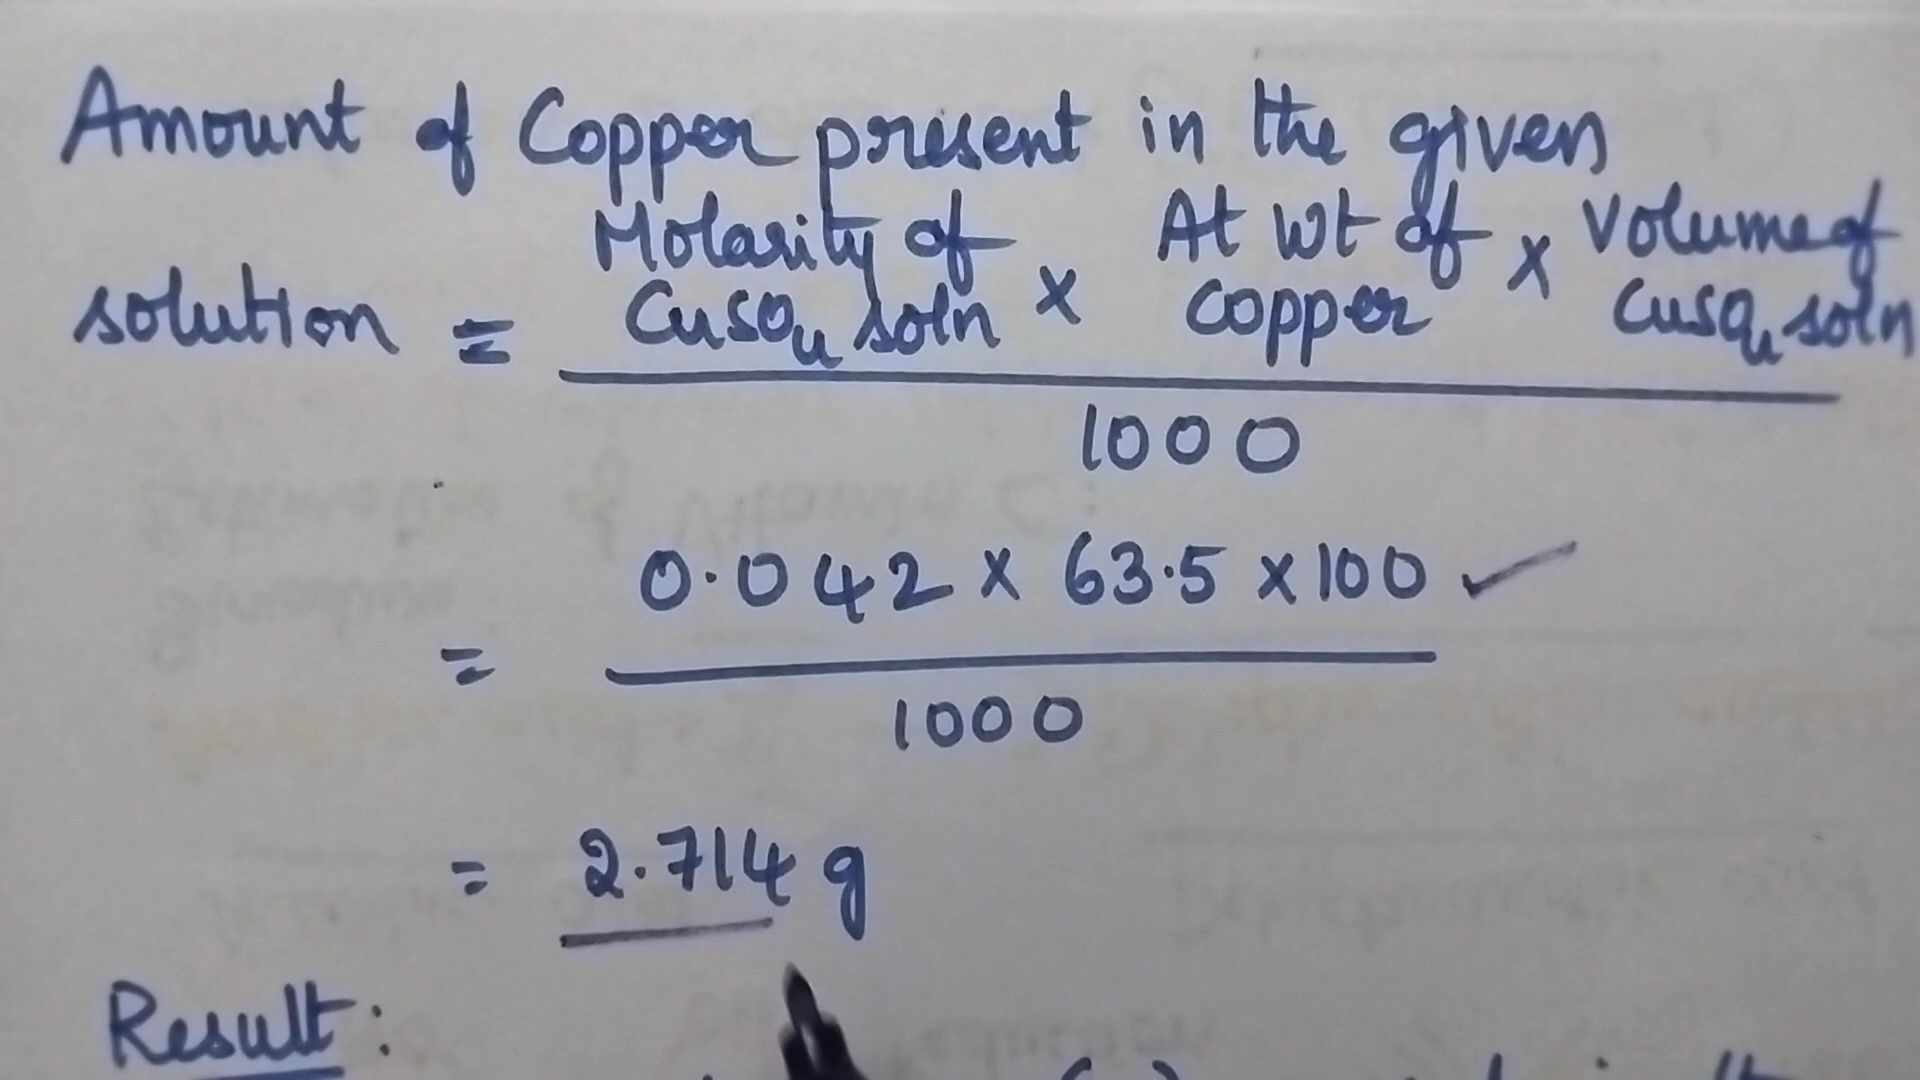 Amount of Copper present in the given
solution = Molarity of CuSO4 soln x At wt of copper x Volume of CuSO4 soln
1000
= 0.042 x 63.5 x 100 ✓
1000
= 2.714 g
Result: